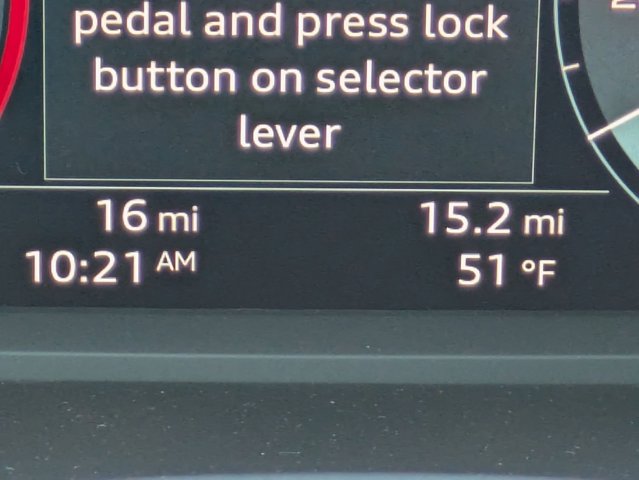 pedal and press lock
button on selector
lever
16 mi 15.2 mi
10:21 AM 51 °F